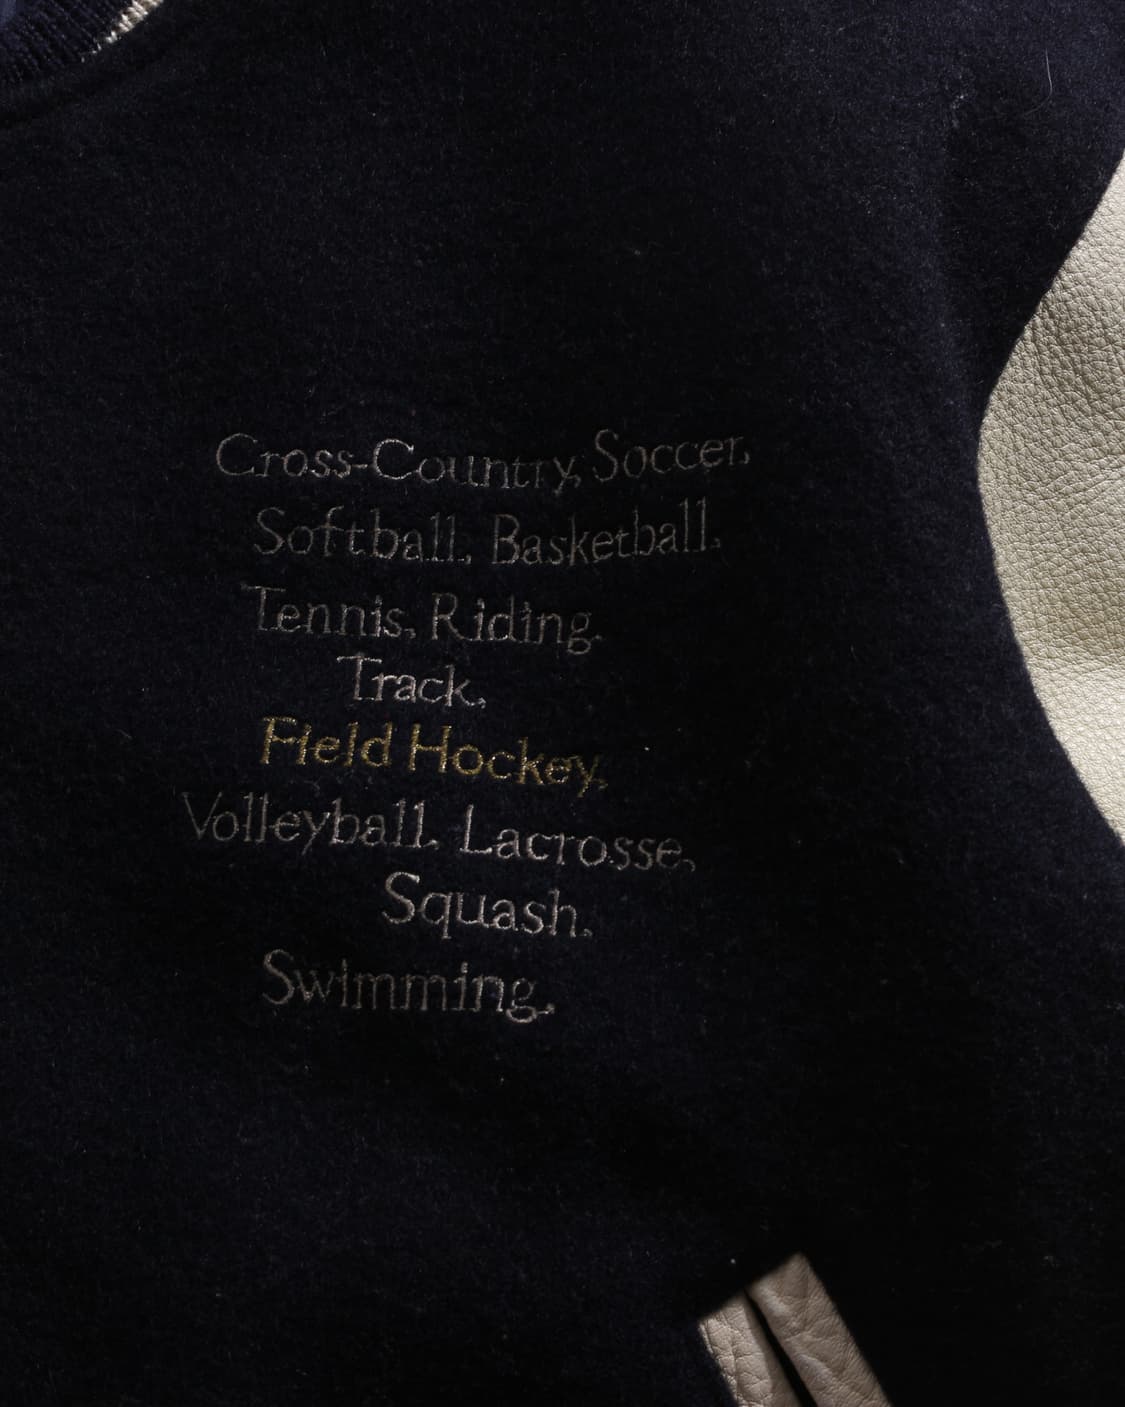 Cross-Country, Soccer,
Softball, Basketball,
Tennis, Riding,
Track,
Field Hockey,
Volleyball, Lacrosse,
Squash,
Swimming,